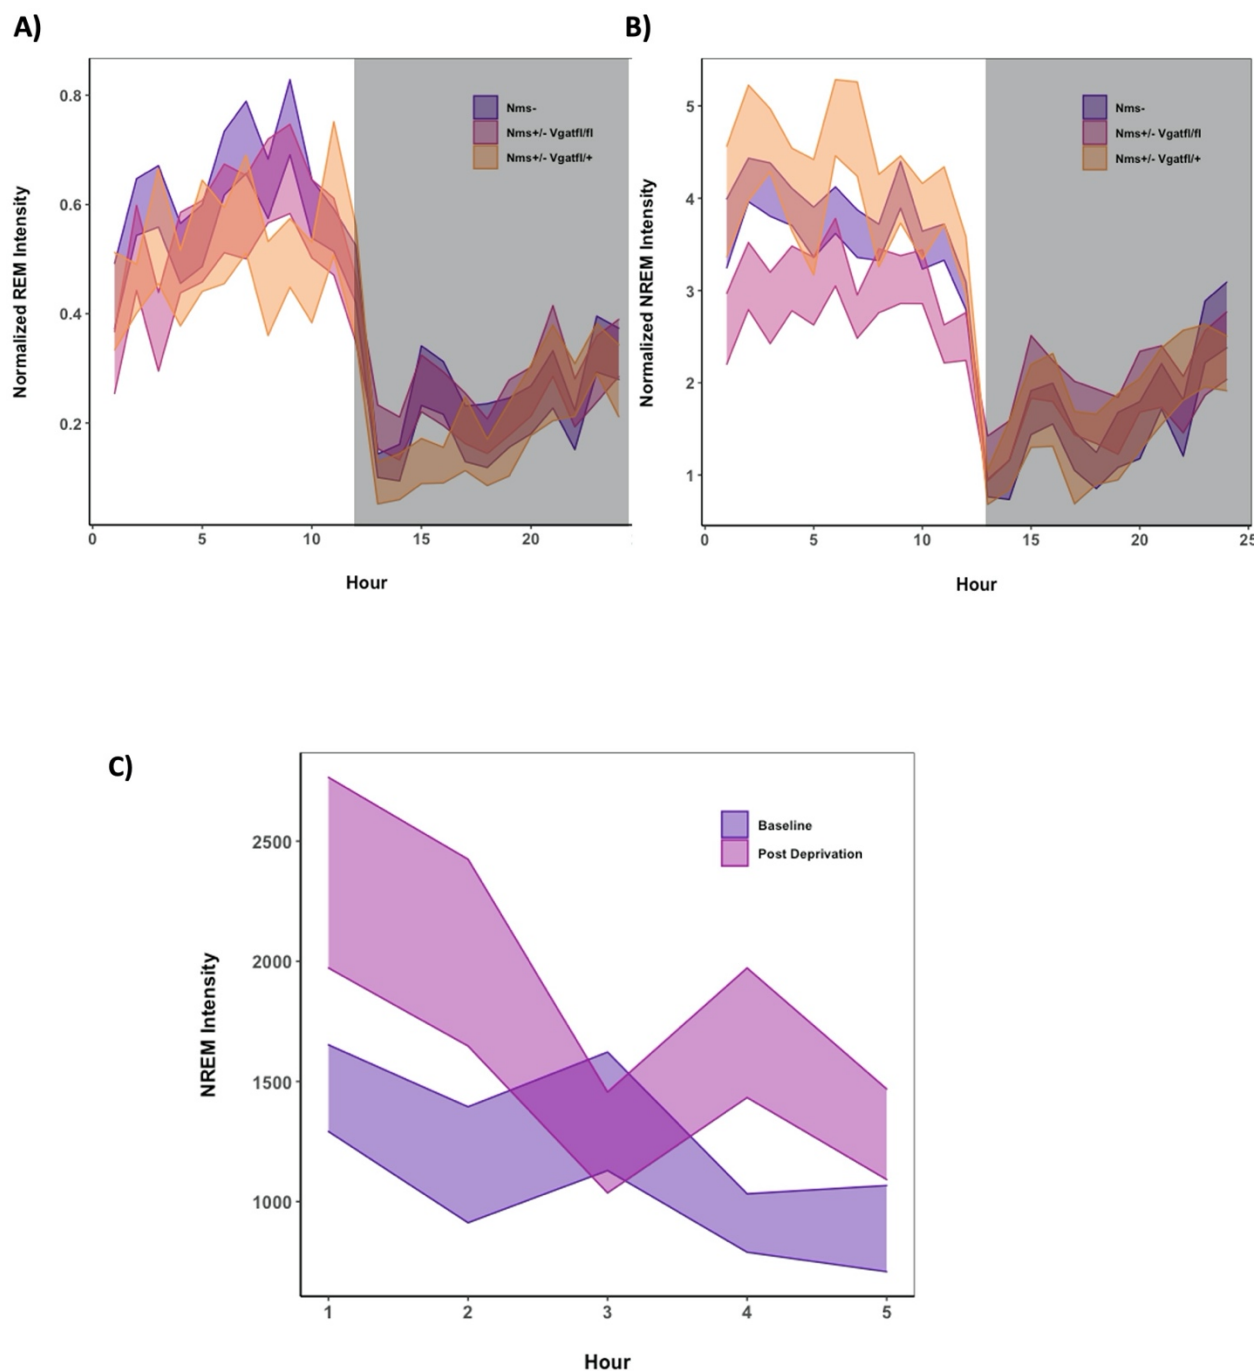 A)
Normalized REM Intensity
0.8
0.6
0.4
0.2
0 5 10 15 20
Hour
Nms-
Nms+/- Vgatfl/fl
Nms+/- Vgatfl/+
B)
Normalized NREM Intensity
5
4
3
2
1
0 5 10 15 20 25
Hour
Nms-
Nms+/- Vgatfl/fl
Nms+/- Vgatfl/+
C)
NREM Intensity
2500
2000
1500
1000
1 2 3 4 5
Hour
Baseline
Post Deprivation